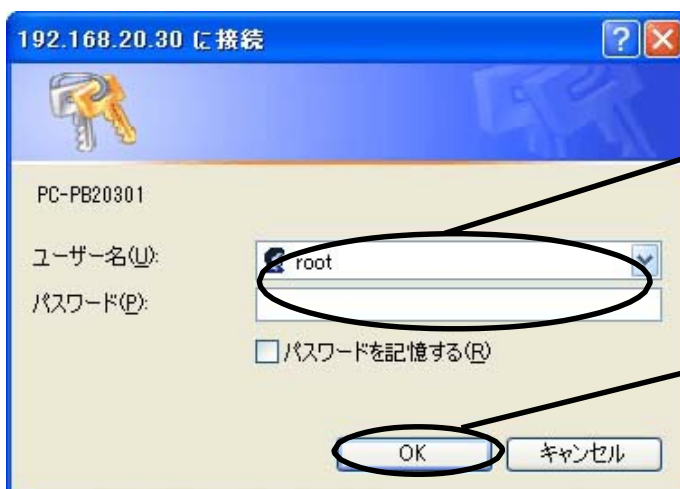 192.168.20.30 に接続
PC-PB20301
ユーザー名(U):
root
パスワード(P):
パスワードを記憶する(R)
OK
キャンセル